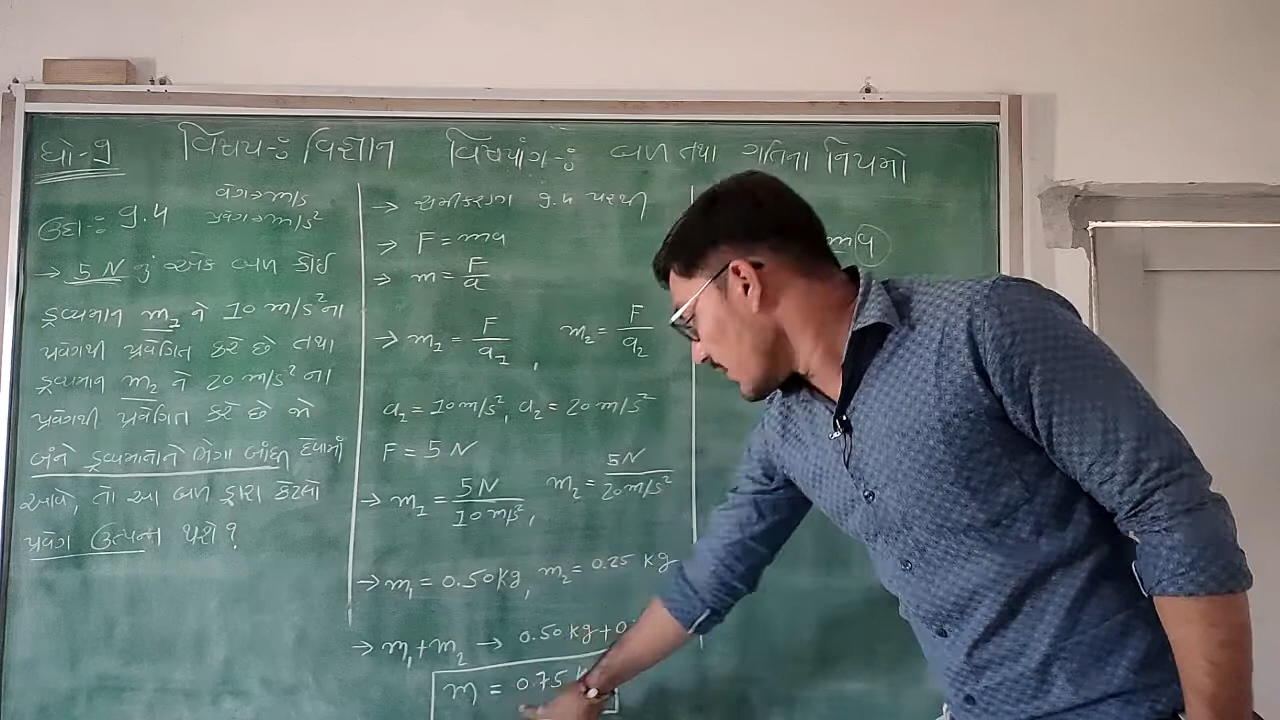 ધો-9 વિષય-: વિજ્ઞાન વિષયાંગ-: બળ તથા ગતિના નિયમો
વેગ→m/s
ઉદા-: 9.4 પ્રવેગ→m/s²
→ 5 N નું એક બળ કોઈ
દ્રવ્યમાન m₁ ને 10 m/s² ના
પ્રવેગથી પ્રવેગિત કરે છે તથા
દ્રવ્યમાન m₂ ને 20 m/s² ના
પ્રવેગથી પ્રવેગિત કરે છે જો
બંને દ્રવ્યમાનોને ભેગા બાંધી દેવામાં
આવે, તો આ બળ દ્વારા કેટલો
પ્રવેગ ઉત્પન્ન થશે?
→ સમીકરણ 9.4 પરથી
→ F = ma
→ m = F/a
→ m₁ = F/a₁, m₂ = F/a₂
a₁ = 10 m/s², a₂ = 20 m/s²
F = 5 N
→ m₁ = 5N/10 m/s², m₂ = 5N/20 m/s²
→ m₁ = 0.50 kg, m₂ = 0.25 kg
→ m₁ + m₂ → 0.50 kg + 0.
m = 0.75
ma